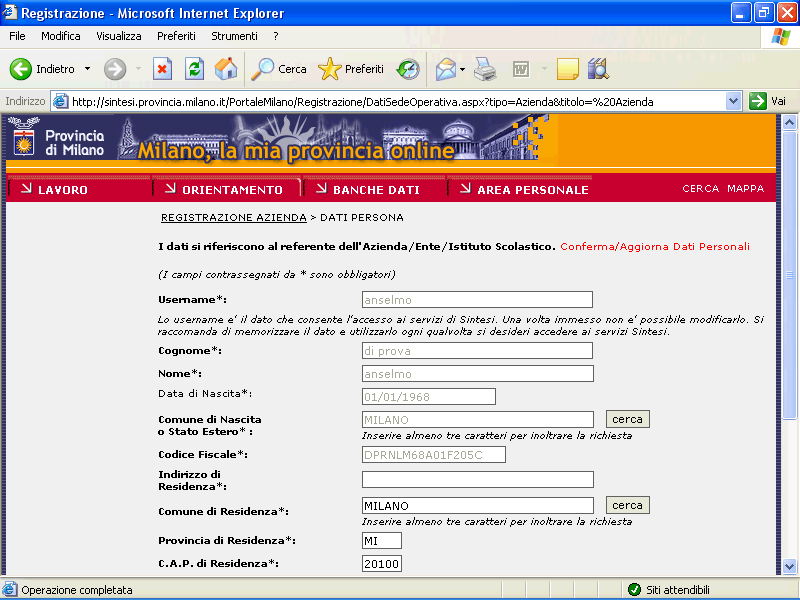 Registrazione - Microsoft Internet Explorer
File Modifica Visualizza Preferiti Strumenti ?
Indietro Cerca Preferiti
Indirizzo http://sintesi.provincia.milano.it/PortaleMilano/Registrazione/DatiSedeOperativa.aspx?tipo=Azienda&titolo=%20Azienda Vai
Provincia
di Milano
Milano, la mia provincia online
LAVORO ORIENTAMENTO BANCHE DATI AREA PERSONALE CERCA MAPPA
REGISTRAZIONE AZIENDA > DATI PERSONA
I dati si riferiscono al referente dell'Azienda/Ente/Istituto Scolastico. Conferma/Aggiorna Dati Personali
(I campi contrassegnati da * sono obbligatori)
Username*: anselmo
Lo username e' il dato che consente l'accesso ai servizi di Sintesi. Una volta immesso non e' possibile modificarlo. Si
raccomanda di memorizzare il dato e utilizzarlo ogni qualvolta si desideri accedere ai servizi Sintesi.
Cognome*: di prova
Nome*: anselmo
Data di Nascita*: 01/01/1968
Comune di Nascita
o Stato Estero* : MILANO cerca
Inserire almeno tre caratteri per inoltrare la richiesta
Codice Fiscale*: DPRNLM68A01F205C
Indirizzo di
Residenza*:
Comune di Residenza*: MILANO cerca
Inserire almeno tre caratteri per inoltrare la richiesta
Provincia di Residenza*: MI
C.A.P. di Residenza*: 20100
Operazione completata Siti attendibili